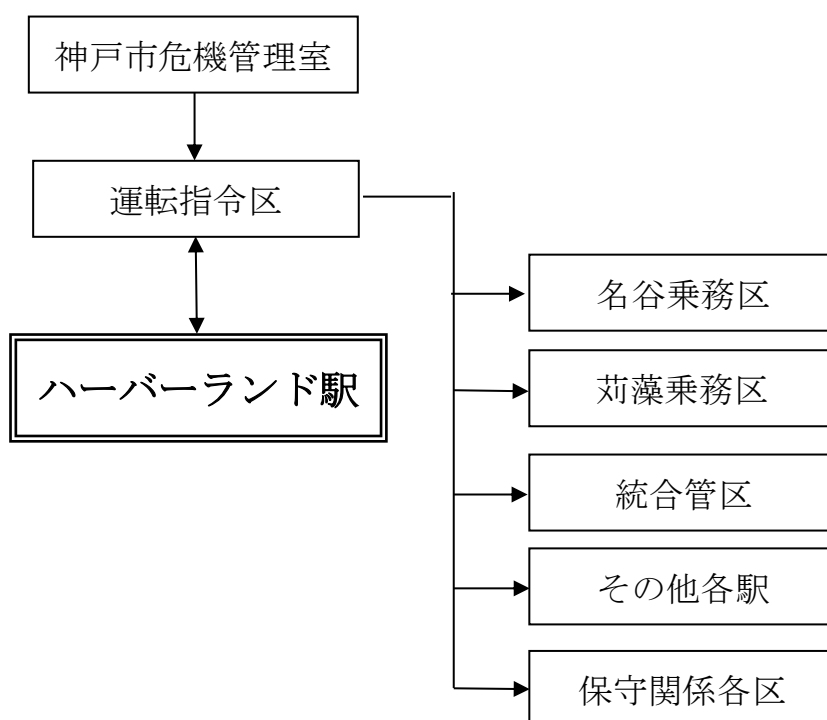 神戸市危機管理室
運転指令区
ハーバーランド駅
名谷乗務区
苅藻乗務区
統合管区
その他各駅
保守関係各区